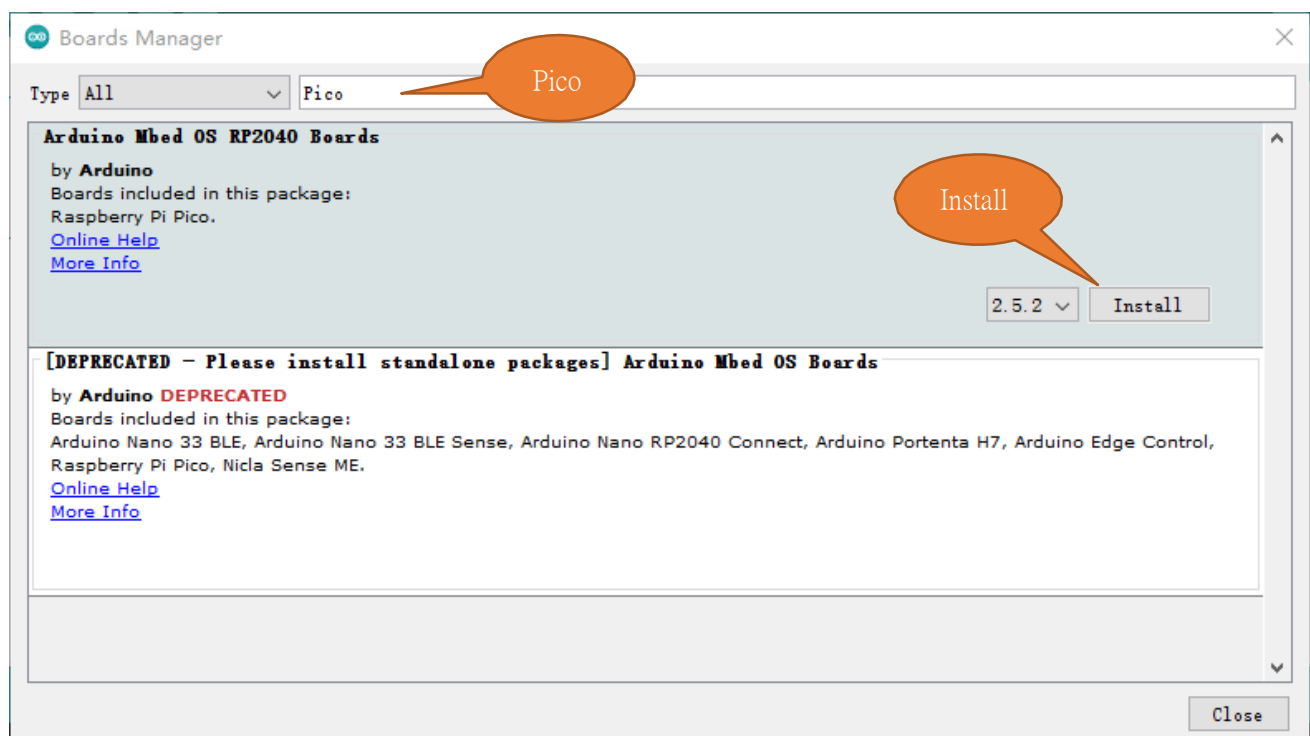 Boards Manager
Pico
Type All Pico
Arduino Mbed OS RP2040 Boards
by Arduino
Boards included in this package:
Raspberry Pi Pico.
Online Help
More Info
Install
2.5.2 Install
[DEPRECATED - Please install standalone packages] Arduino Mbed OS Boards
by Arduino DEPRECATED
Boards included in this package:
Arduino Nano 33 BLE, Arduino Nano 33 BLE Sense, Arduino Nano RP2040 Connect, Arduino Portenta H7, Arduino Edge Control,
Raspberry Pi Pico, Nicla Sense ME.
Online Help
More Info
Close